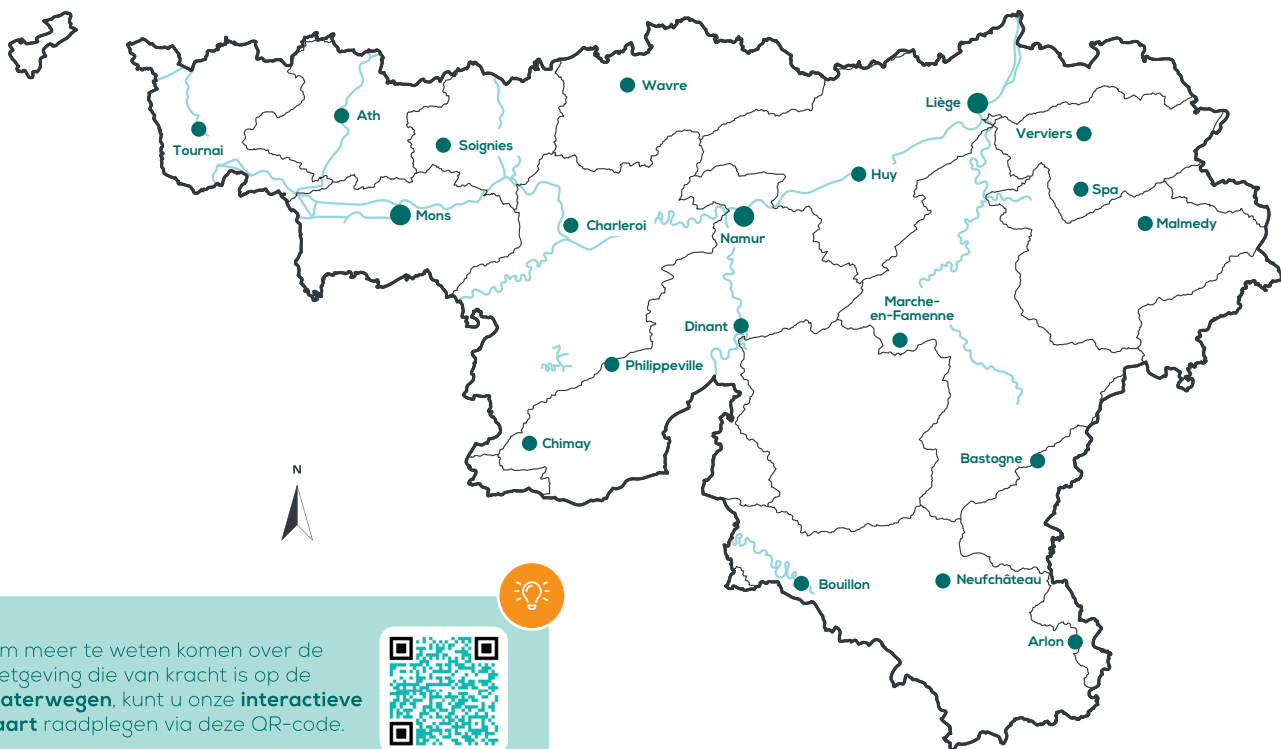 Wavre
Liège
Ath
Verviers
Tournai
Soignies
Huy
Spa
Mons
Charleroi
Namur
Malmedy
Marche-
en-Famenne
Dinant
Philippeville
Chimay
Bastogne
N
Bouillon
Neufchâteau
Arlon
m meer te weten komen over de
etgeving die van kracht is op de
aterwegen, kunt u onze interactieve
aart raadplegen via deze QR-code.